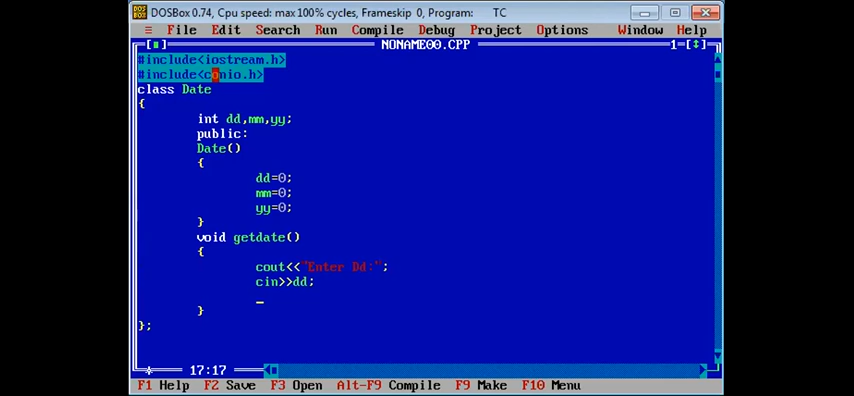 DOSBox 0.74, Cpu speed: max 100% cycles, Frameskip 0, Program: TC
≡ File Edit Search Run Compile Debug Project Options Window Help
[■] NONAME00.CPP 1=[↕]
#include<iostream.h>
#include<conio.h>
class Date
{
int dd,mm,yy;
public:
Date()
{
dd=0;
mm=0;
yy=0;
}
void getdate()
{
cout<<"Enter Dd:";
cin>>dd;
_
}
};
* 17:17
F1 Help F2 Save F3 Open Alt-F9 Compile F9 Make F10 Menu